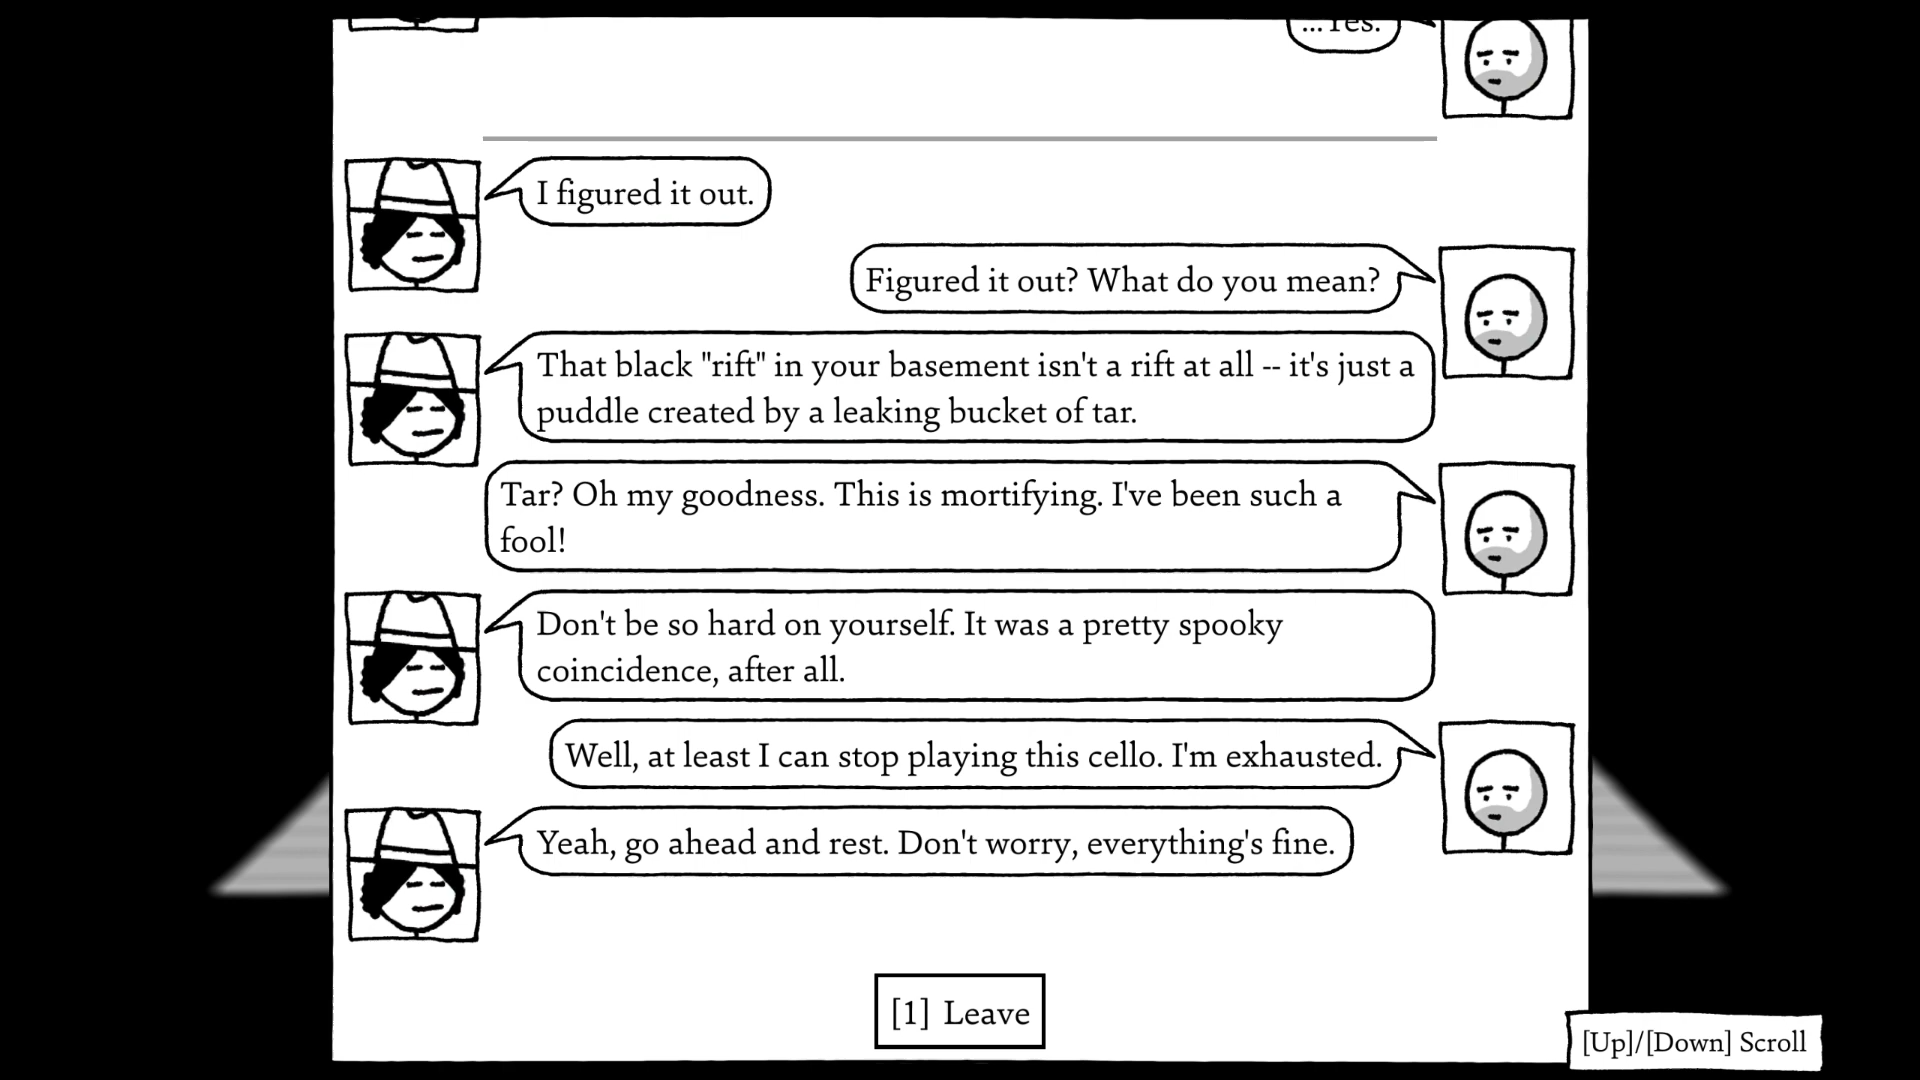 ...Yes.
I figured it out.
Figured it out? What do you mean?
That black "rift" in your basement isn't a rift at all -- it's just a
puddle created by a leaking bucket of tar.
Tar? Oh my goodness. This is mortifying. I've been such a
fool!
Don't be so hard on yourself. It was a pretty spooky
coincidence, after all.
Well, at least I can stop playing this cello. I'm exhausted.
Yeah, go ahead and rest. Don't worry, everything's fine.
[1] Leave
[Up]/[Down] Scroll